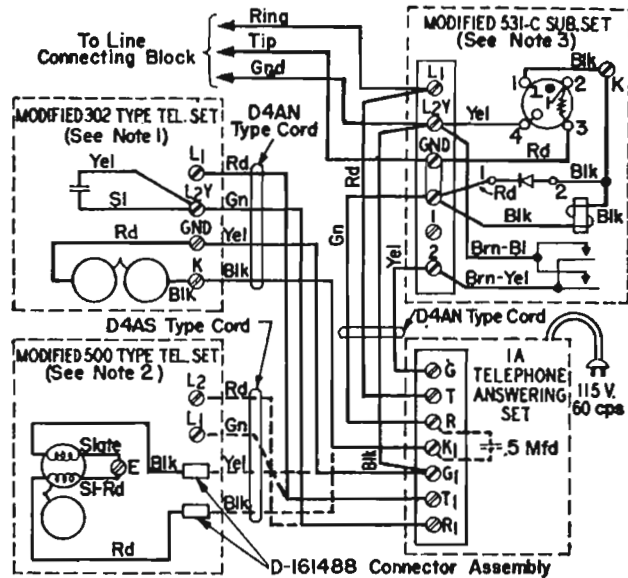 Ring
Tip
Gnd
To Line
Connecting Block
MODIFIED 531-C SUB. SET
(See Note 3)
L1
L2Y
GND
1
2
Yel
Blk
K
1
2
3
4
Rd
1
Rd
2
Blk
Blk
Blk
Brn-Bl
Brn-Yel
MODIFIED 302 TYPE TEL. SET
(See Note 1)
Yel
Sl
Rd
Blk
L1
L2Y
GND
K
D4AN
Type Cord
Rd
Gn
Yel
Blk
Rd
Gn
Yel
Blk
D4AN Type Cord
D4AS Type Cord
MODIFIED 500 TYPE TEL. SET
(See Note 2)
Slate
Sl-Rd
E
Rd
Blk
L2
L1
Rd
Gn
Yel
Blk
1A
TELEPHONE
ANSWERING
SET
G
T
R
K1
G1
T1
R1
.5 Mfd
115 V.
60 cps
D-161488 Connector Assembly